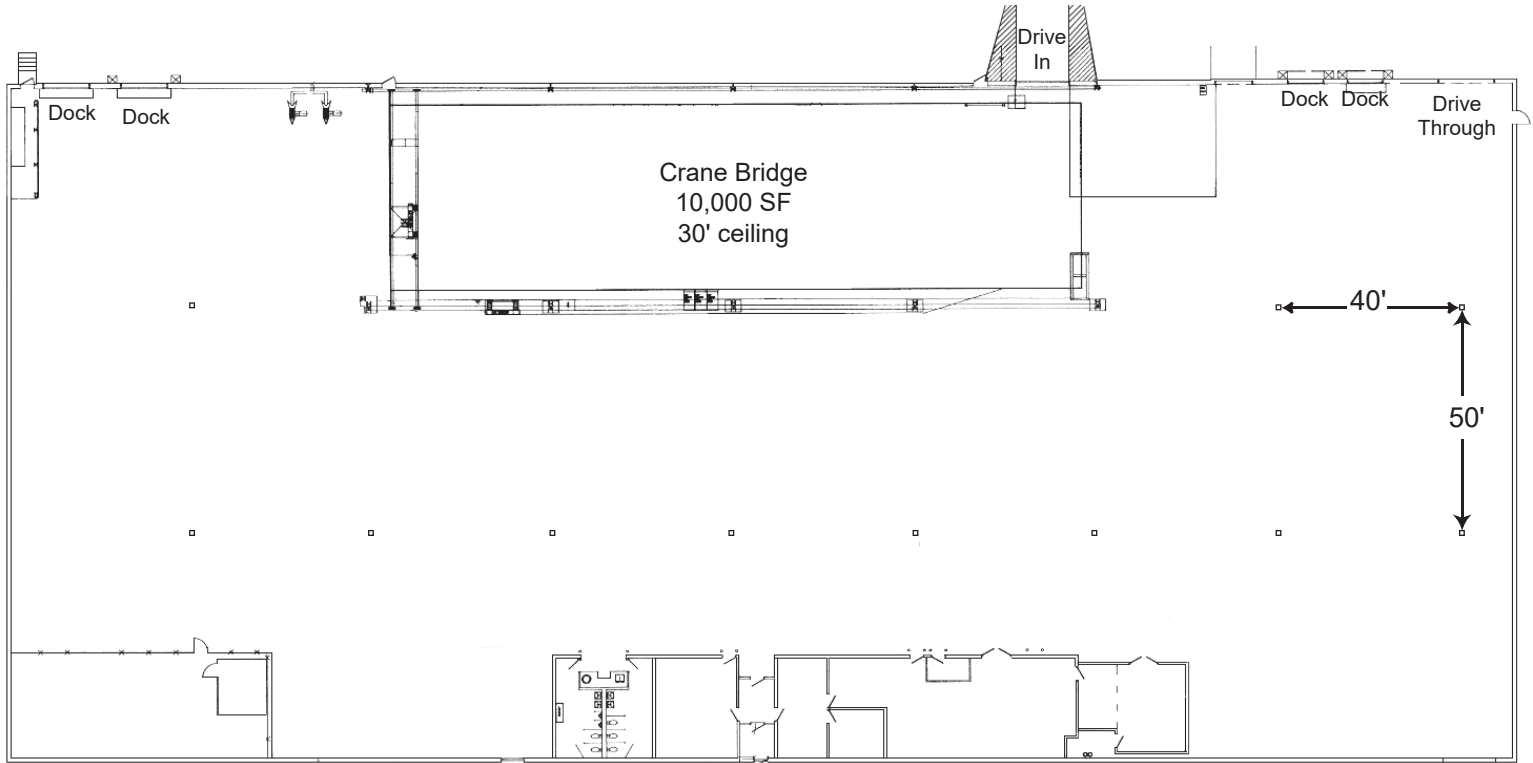 Drive
In
Dock
Dock
Dock
Dock
Drive
Through
Crane Bridge
10,000 SF
30' ceiling
40'
50'